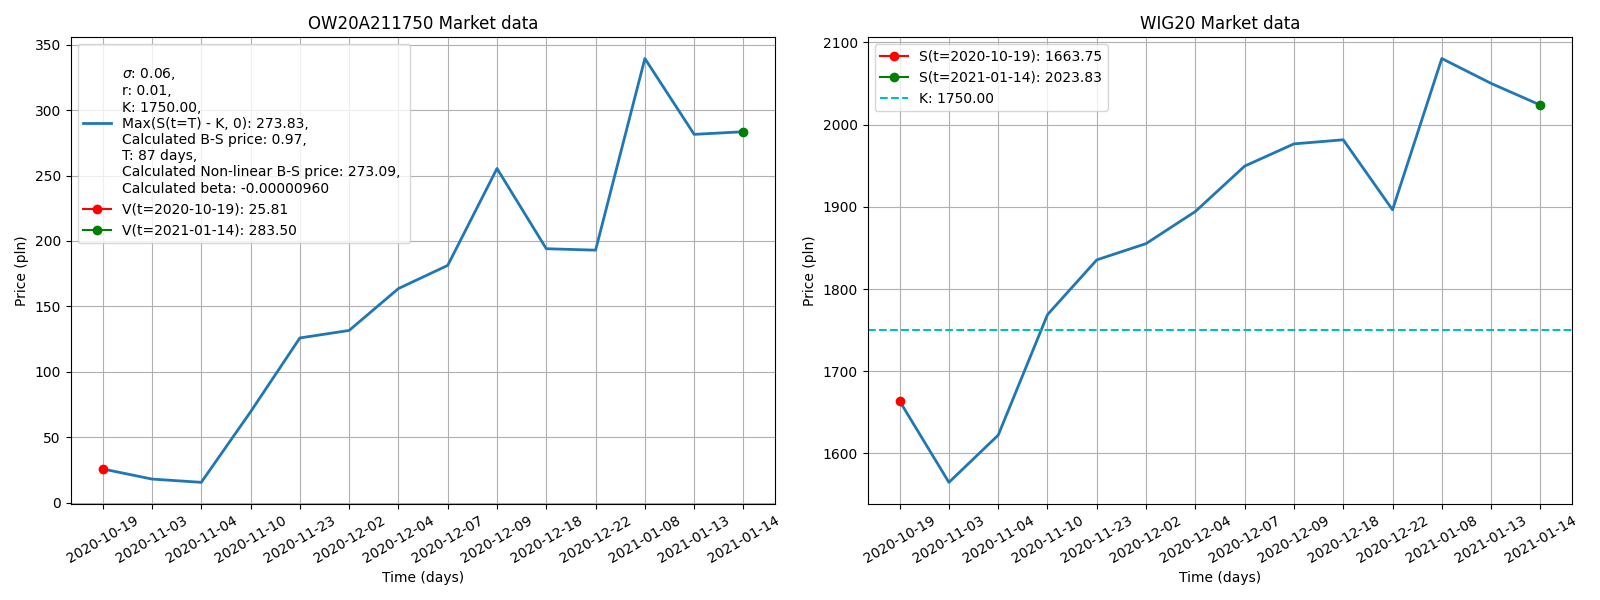 OW20A211750 Market data
350
300
250
200
150
100
50
0
Price (pln)
σ: 0.06,
r: 0.01,
K: 1750.00,
Max(S(t=T) - K, 0): 273.83,
Calculated B-S price: 0.97,
T: 87 days,
Calculated Non-linear B-S price: 273.09,
Calculated beta: -0.00000960
V(t=2020-10-19): 25.81
V(t=2021-01-14): 283.50
2020-10-19
2020-11-03
2020-11-04
2020-11-10
2020-11-23
2020-12-02
2020-12-04
2020-12-07
2020-12-09
2020-12-18
2020-12-22
2021-01-08
2021-01-13
2021-01-14
Time (days)
WIG20 Market data
2100
2000
1900
1800
1700
1600
Price (pln)
S(t=2020-10-19): 1663.75
S(t=2021-01-14): 2023.83
K: 1750.00
2020-10-19
2020-11-03
2020-11-04
2020-11-10
2020-11-23
2020-12-02
2020-12-04
2020-12-07
2020-12-09
2020-12-18
2020-12-22
2021-01-08
2021-01-13
2021-01-14
Time (days)